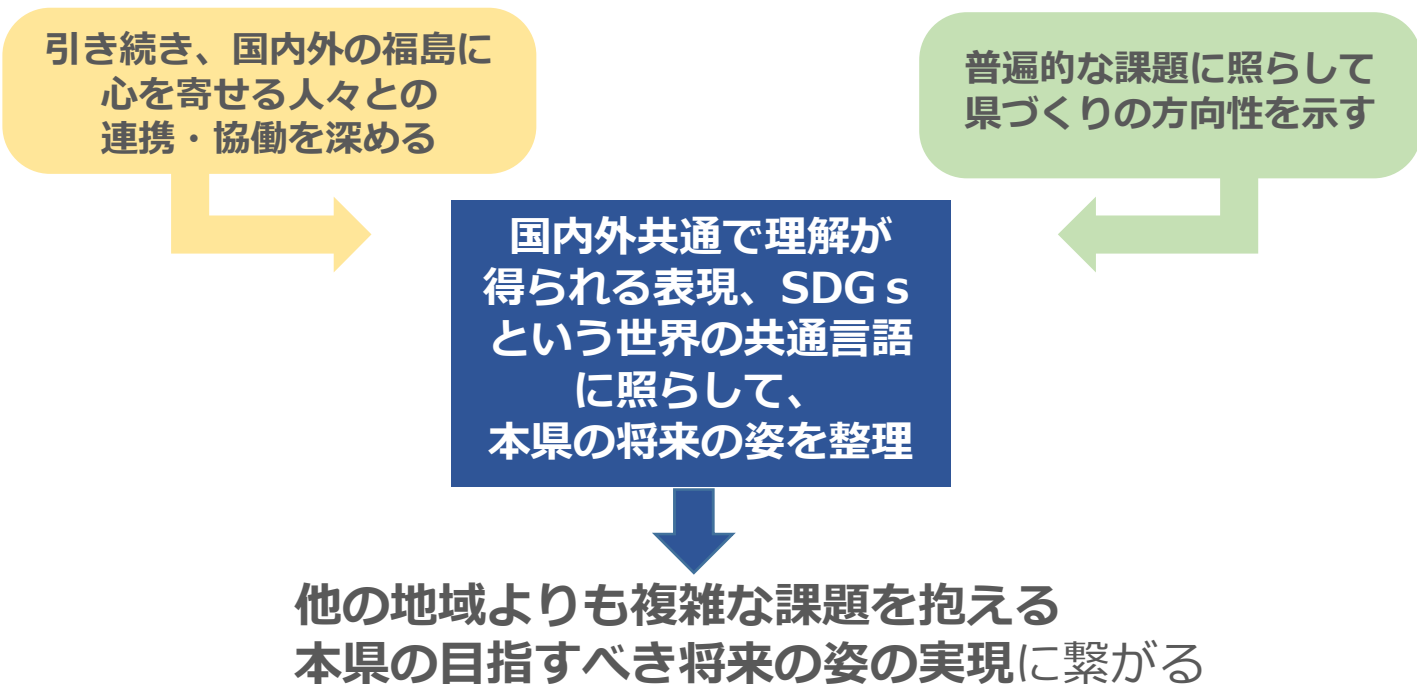 引き続き、国内外の福島に
心を寄せる人々との
連携・協働を深める
普遍的な課題に照らして
県づくりの方向性を示す
国内外共通で理解が
得られる表現、SDGｓ
という世界の共通言語
に照らして、
本県の将来の姿を整理
他の地域よりも複雑な課題を抱える
本県の目指すべき将来の姿の実現に繋がる